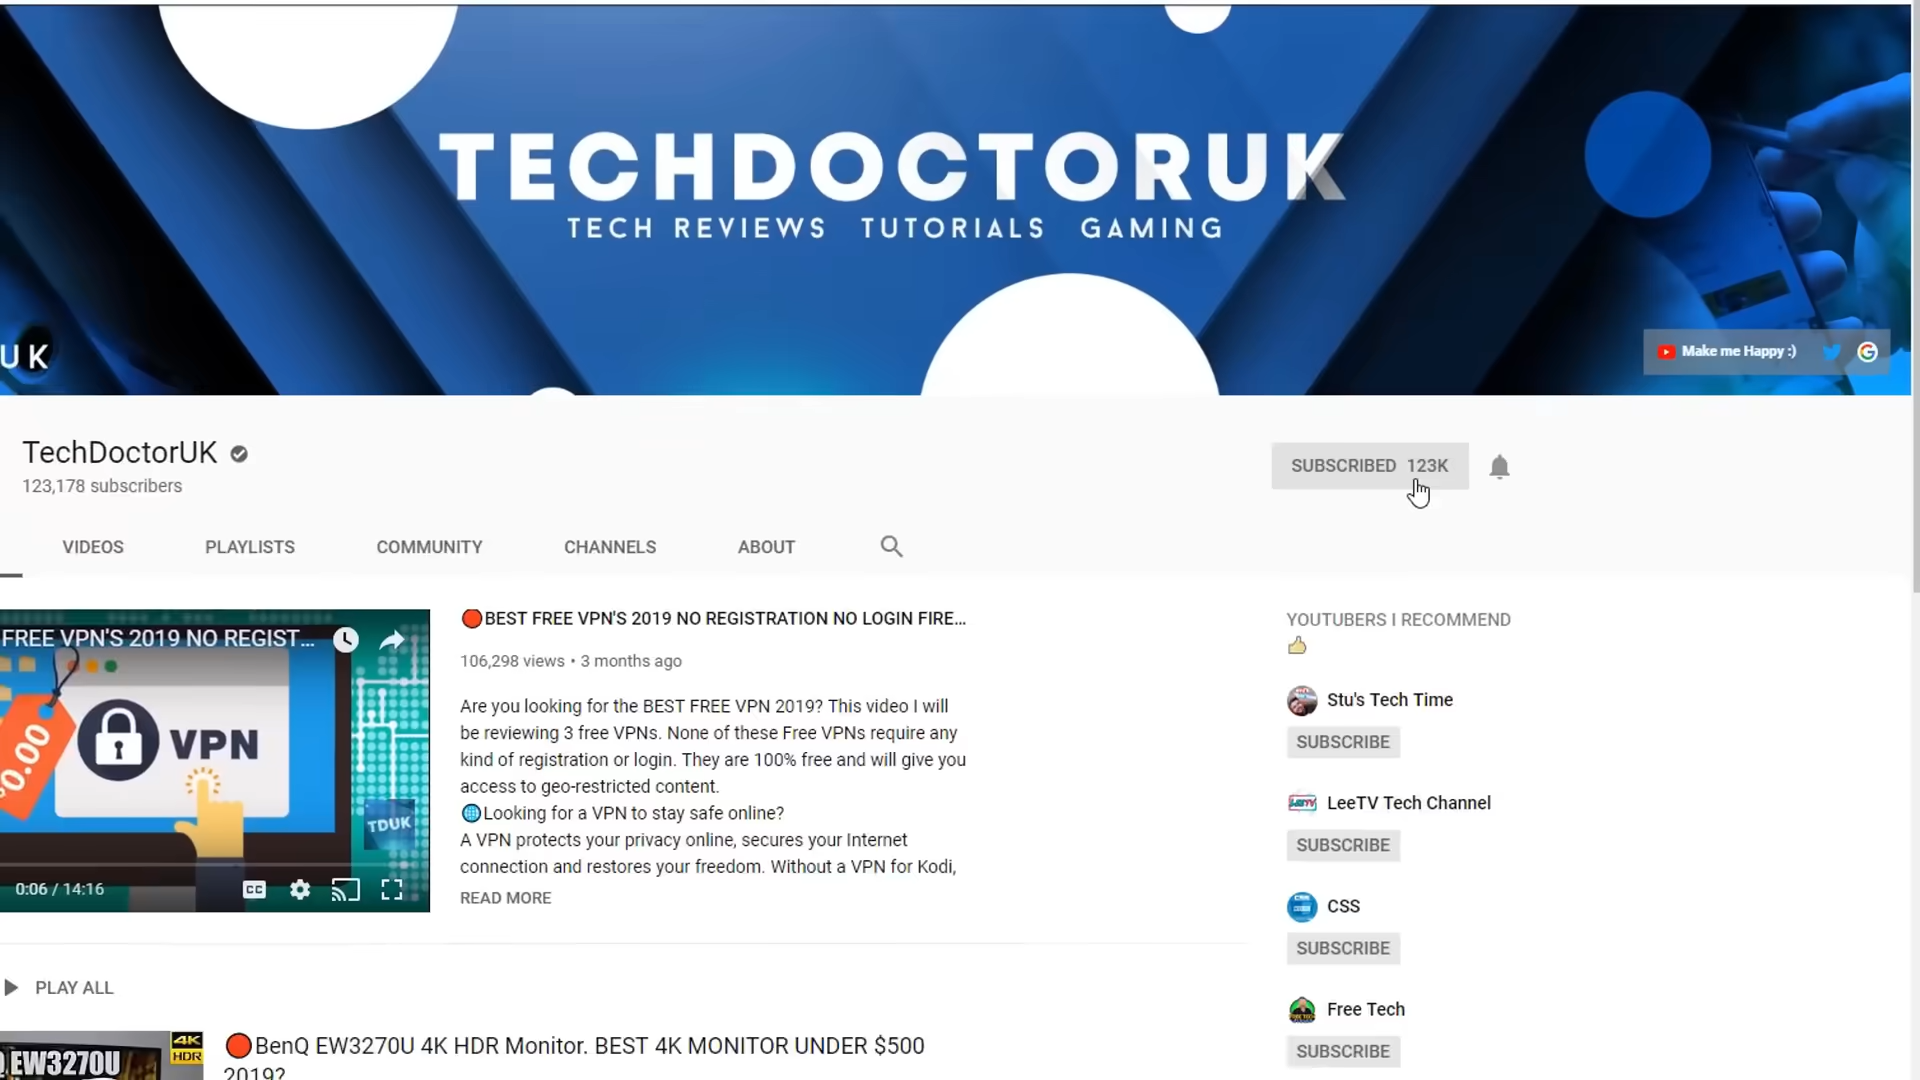 TECHDOCTORUK
TECH REVIEWS TUTORIALS GAMING
UK
Make me Happy :)
TechDoctorUK
123,178 subscribers
SUBSCRIBED 123K
VIDEOS PLAYLISTS COMMUNITY CHANNELS ABOUT
FREE VPN'S 2019 NO REGIST...
0.00
VPN
TDUK
0:06 / 14:16
CC
🔴BEST FREE VPN'S 2019 NO REGISTRATION NO LOGIN FIRE...
106,298 views • 3 months ago
Are you looking for the BEST FREE VPN 2019? This video I will
be reviewing 3 free VPNs. None of these Free VPNs require any
kind of registration or login. They are 100% free and will give you
access to geo-restricted content.
🌐Looking for a VPN to stay safe online?
A VPN protects your privacy online, secures your Internet
connection and restores your freedom. Without a VPN for Kodi,
READ MORE
YOUTUBERS I RECOMMEND
👍
Stu's Tech Time
SUBSCRIBE
LeeTV Tech Channel
SUBSCRIBE
CSS
SUBSCRIBE
Free Tech
SUBSCRIBE
PLAY ALL
EW3270U
4K
HDR
🔴BenQ EW3270U 4K HDR Monitor. BEST 4K MONITOR UNDER $500
2019?